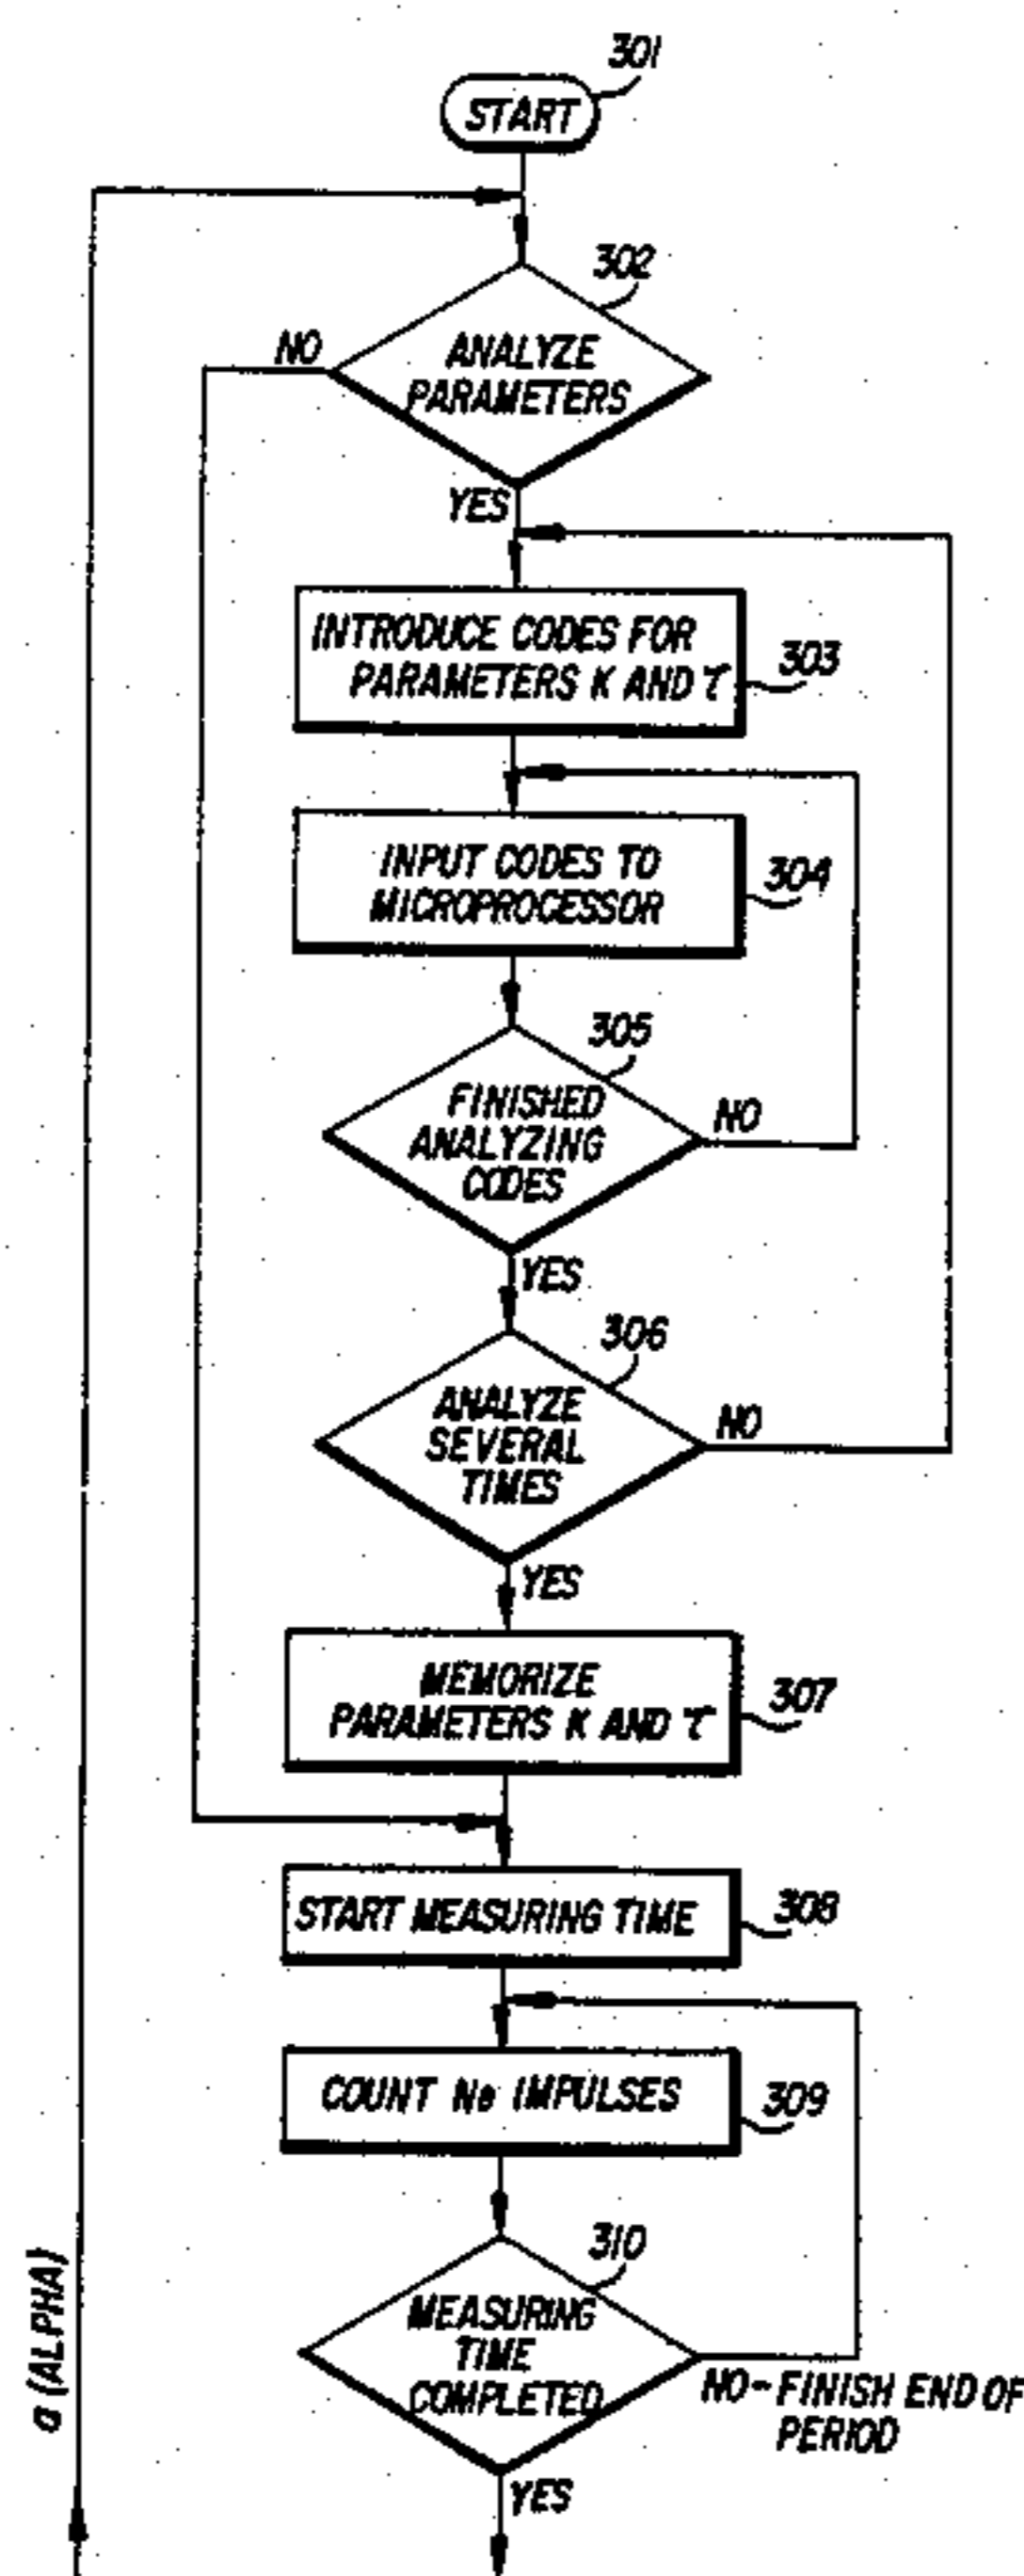 301
START
302
NO
ANALYZE
PARAMETERS
YES
INTRODUCE CODES FOR
PARAMETERS K AND τ
303
INPUT CODES TO
MICROPROCESSOR
304
305
FINISHED
ANALYZING
CODES
NO
YES
306
ANALYZE
SEVERAL
TIMES
NO
YES
MEMORIZE
PARAMETERS K AND τ
307
START MEASURING TIME
308
COUNT Ne IMPULSES
309
310
MEASURING
TIME
COMPLETED
NO - FINISH END OF
PERIOD
YES
α (ALPHA)